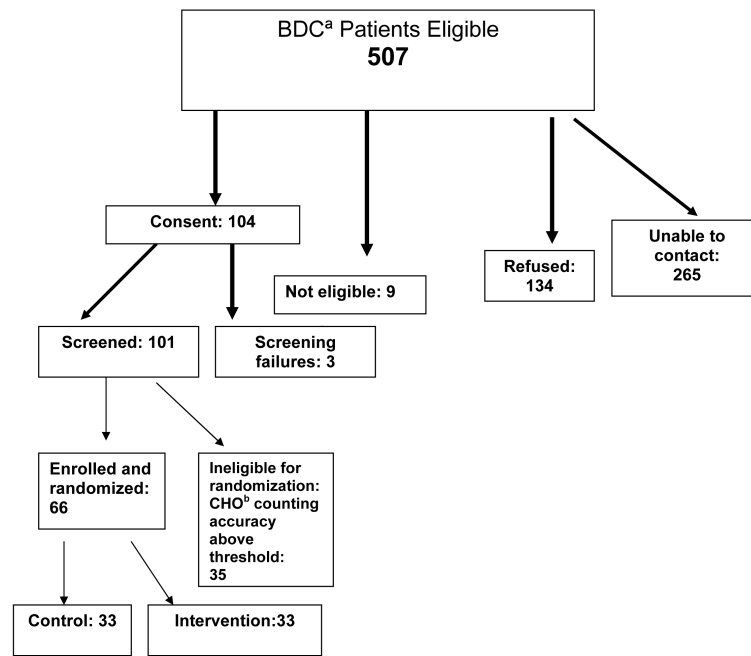 BDCᵃ Patients Eligible
507
Consent: 104
Not eligible: 9
Refused:
134
Unable to
contact:
265
Screened: 101
Screening
failures: 3
Enrolled and
randomized:
66
Ineligible for
randomization:
CHOᵇ counting
accuracy
above
threshold:
35
Control: 33
Intervention:33